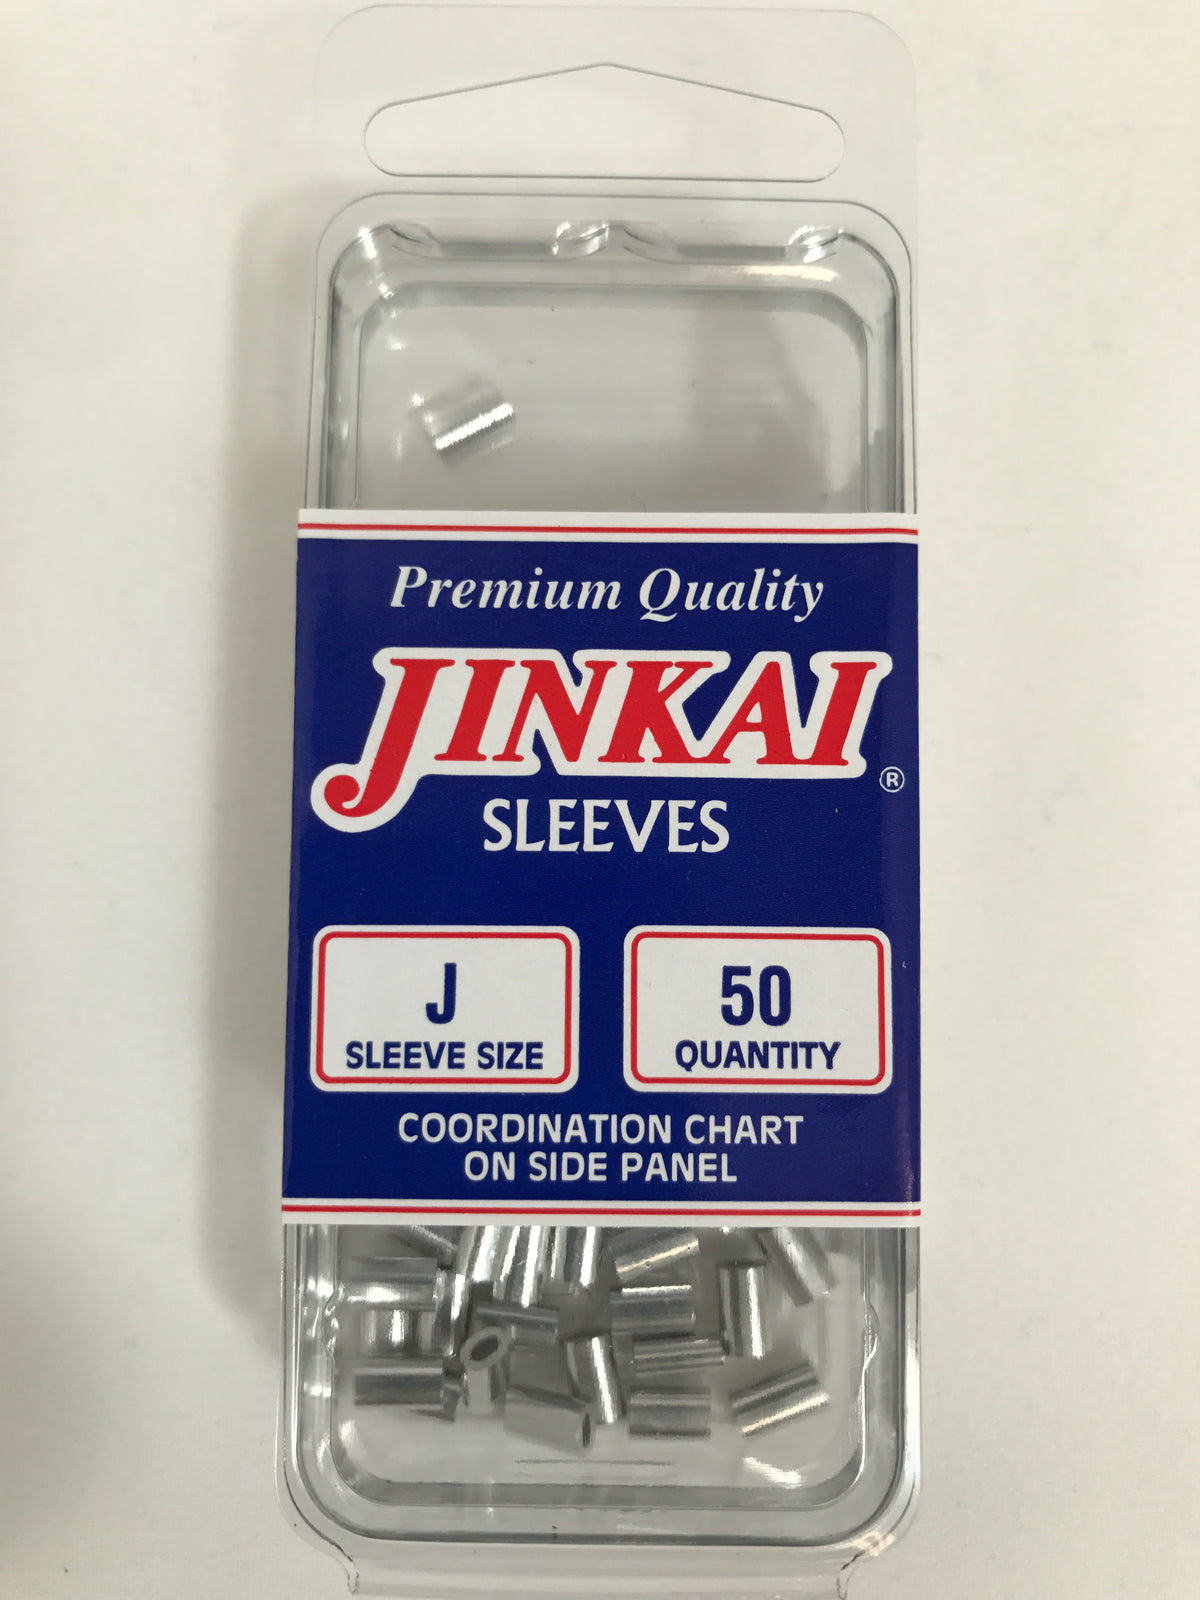 Premium Quality
JINKAI®
SLEEVES
J
SLEEVE SIZE
50
QUANTITY
COORDINATION CHART
ON SIDE PANEL